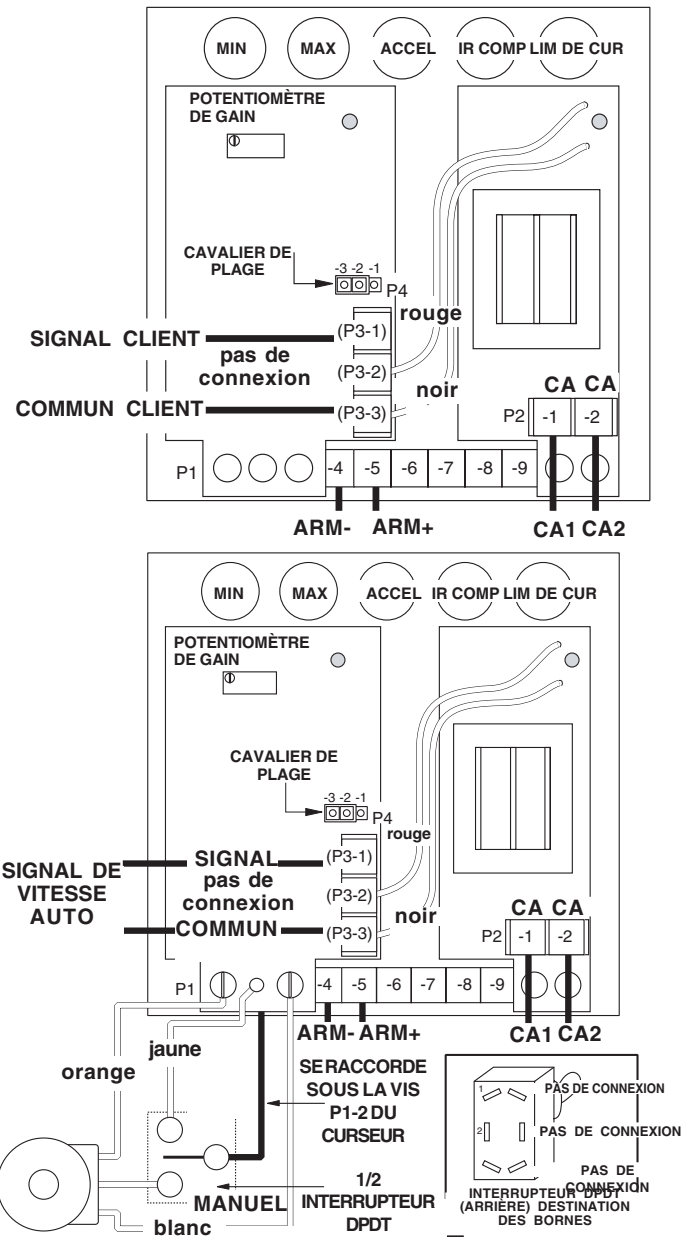 MIN MAX ACCEL IR COMP LIM DE CUR
POTENTIOMÈTRE
DE GAIN
CAVALIER DE
PLAGE
-3 -2 -1
P4
rouge
SIGNAL CLIENT
(P3-1)
pas de
connexion
(P3-2)
noir
COMMUN CLIENT
(P3-3)
CA CA
P2 -1 -2
P1 -4 -5 -6 -7 -8 -9
ARM- ARM+
CA1 CA2
MIN MAX ACCEL IR COMP LIM DE CUR
POTENTIOMÈTRE
DE GAIN
CAVALIER DE
PLAGE
-3 -2 -1
P4
rouge
SIGNAL DE
VITESSE
AUTO
SIGNAL
(P3-1)
pas de
connexion
(P3-2)
noir
COMMUN
(P3-3)
CA CA
P2 -1 -2
P1 -4 -5 -6 -7 -8 -9
ARM- ARM+
CA1 CA2
jaune
orange
SE RACCORDE
SOUS LA VIS
P1-2 DU
CURSEUR
MANUEL
1/2
INTERRUPTEUR
DPDT
blanc
1
PAS DE CONNEXION
2
PAS DE CONNEXION
PAS DE
CONNEXION
INTERRUPTEUR DPDT
(ARRIÈRE) DESTINATION
DES BORNES